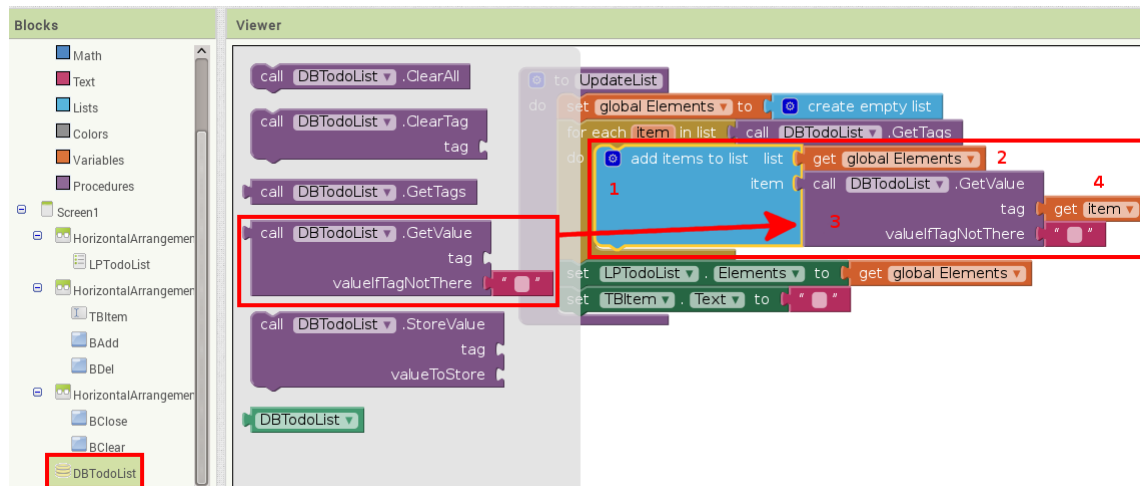 Blocks
Viewer
Math
Text
Lists
Colors
Variables
Procedures
Screen1
HorizontalArrangemen
LPTodoList
HorizontalArrangemen
TBItem
BAdd
BDel
HorizontalArrangemen
BClose
BClear
DBTodoList
call DBTodoList .ClearAll
call DBTodoList .ClearTag
tag
call DBTodoList .GetTags
call DBTodoList .GetValue
tag
valueIfTagNotThere " "
call DBTodoList .StoreValue
tag
valueToStore
DBTodoList
to UpdateList
do set global Elements to create empty list
for each item in list call DBTodoList .GetTags
do add items to list list get global Elements 2
1 item call DBTodoList .GetValue 4
3 tag get item
valueIfTagNotThere " "
set LPTodoList . Elements to get global Elements
set TBItem . Text to " "